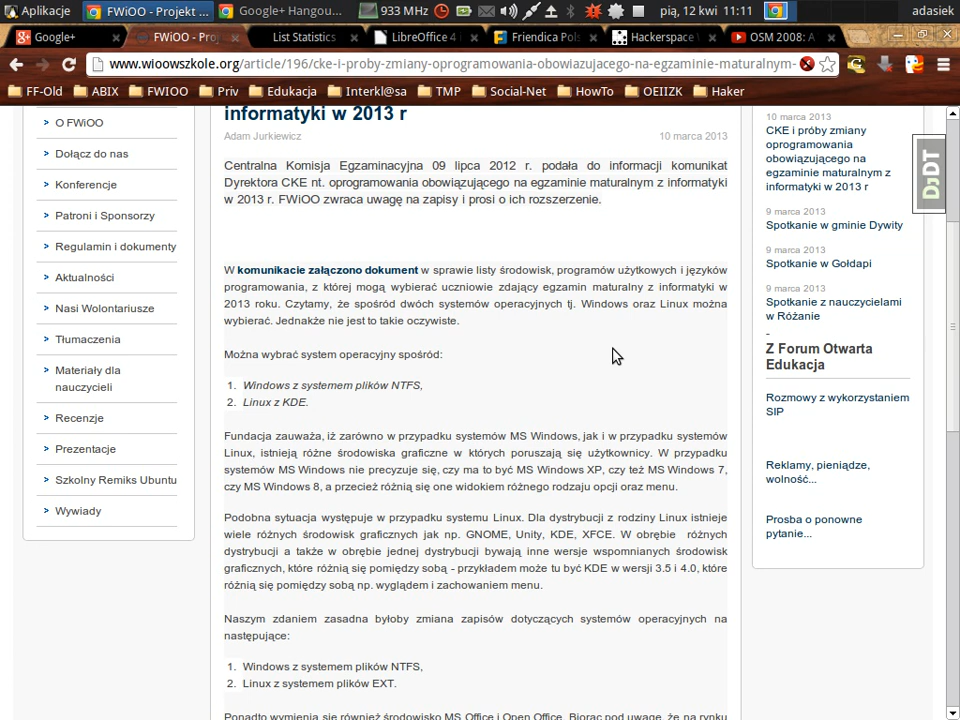 Aplikacje
FWiOO - Projekt ...
Google+ Hangou...
933 MHz
pią, 12 kwi 11:11
adasiek
Google+
FWiOO - Proj
List Statistics
LibreOffice 4
Friendica Pols
Hackerspace
OSM 2008: A
www.wioowszkole.org/article/196/cke-i-proby-zmiany-oprogramowania-obowiazujacego-na-egzaminie-maturalnym-
FF-Old
ABIX
FWIOO
Priv
Edukacja
Interkl@sa
TMP
Social-Net
HowTo
OEIIZK
Haker
O FWiOO
Dołącz do nas
Konferencje
Patroni i Sponsorzy
Regulamin i dokumenty
Aktualności
Nasi Wolontariusze
Tłumaczenia
Materiały dla
nauczycieli
Recenzje
Prezentacje
Szkolny Remiks Ubuntu
Wywiady
informatyki w 2013 r
Adam Jurkiewicz
10 marca 2013
Centralna Komisja Egzaminacyjna 09 lipca 2012 r. podała do informacji komunikat
Dyrektora CKE nt. oprogramowania obowiązującego na egzaminie maturalnym z informatyki
w 2013 r. FWiOO zwraca uwagę na zapisy i prosi o ich rozszerzenie.
W komunikacie załączono dokument w sprawie listy środowisk, programów użytkowych i języków
programowania, z której mogą wybierać uczniowie zdający egzamin maturalny z informatyki w
2013 roku. Czytamy, że spośród dwóch systemów operacyjnych tj. Windows oraz Linux można
wybierać. Jednakże nie jest to takie oczywiste.
Można wybrać system operacyjny spośród:
1. Windows z systemem plików NTFS,
2. Linux z KDE.
Fundacja zauważa, iż zarówno w przypadku systemów MS Windows, jak i w przypadku systemów
Linux, istnieją różne środowiska graficzne w których poruszają się użytkownicy. W przypadku
systemów MS Windows nie precyzuje się, czy ma to być MS Windows XP, czy też MS Windows 7,
czy MS Windows 8, a przecież różnią się one widokiem różnego rodzaju opcji oraz menu.
Podobna sytuacja występuje w przypadku systemu Linux. Dla dystrybucji z rodziny Linux istnieje
wiele różnych środowisk graficznych jak np. GNOME, Unity, KDE, XFCE. W obrębie różnych
dystrybucji a także w obrębie jednej dystrybucji bywają inne wersje wspomnianych środowisk
graficznych, które różnią się pomiędzy sobą - przykładem może tu być KDE w wersji 3.5 i 4.0, które
różnią się pomiędzy sobą np. wyglądem i zachowaniem menu.
Naszym zdaniem zasadna byłoby zmiana zapisów dotyczących systemów operacyjnych na
następujące:
1. Windows z systemem plików NTFS,
2. Linux z systemem plików EXT.
Ponadto wymienia się również środowisko MS Office i Open Office. Biorąc pod uwagę, że na rynku
10 marca 2013
CKE i próby zmiany
oprogramowania
obowiązującego na
egzaminie maturalnym z
informatyki w 2013 r
9 marca 2013
Spotkanie w gminie Dywity
9 marca 2013
Spotkanie w Gołdapi
9 marca 2013
Spotkanie z nauczycielami
w Różanie
-
Z Forum Otwarta
Edukacja
Rozmowy z wykorzystaniem
SIP
Reklamy, pieniądze,
wolność...
Prosba o ponowne
pytanie...
DJDT